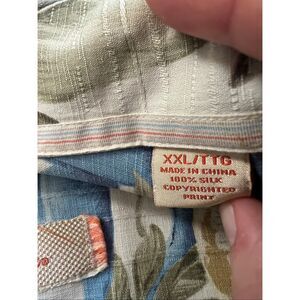 XXL/TTG
MADE IN CHINA
100% SILK
COPYRIGHTED
PRINT
®